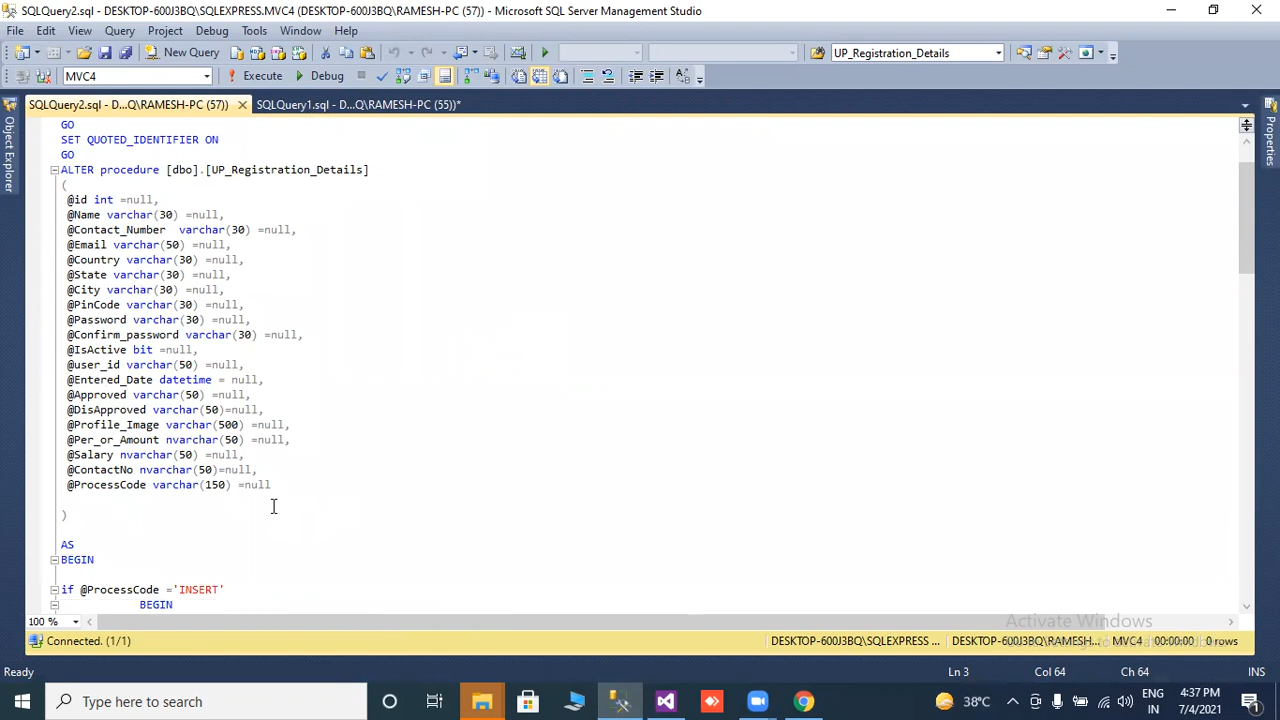 SQLQuery2.sql - DESKTOP-600J3BQ\SQLEXPRESS.MVC4 (DESKTOP-600J3BQ\RAMESH-PC (57)) - Microsoft SQL Server Management Studio
File Edit View Query Project Debug Tools Window Help
New Query UP_Registration_Details
MVC4 Execute Debug
SQLQuery2.sql - D...Q\RAMESH-PC (57)) SQLQuery1.sql - D...Q\RAMESH-PC (55))*
Object Explorer
Properties
GO
SET QUOTED_IDENTIFIER ON
GO
ALTER procedure [dbo].[UP_Registration_Details]
(
@id int =null,
@Name varchar(30) =null,
@Contact_Number varchar(30) =null,
@Email varchar(50) =null,
@Country varchar(30) =null,
@State varchar(30) =null,
@City varchar(30) =null,
@PinCode varchar(30) =null,
@Password varchar(30) =null,
@Confirm_password varchar(30) =null,
@IsActive bit =null,
@user_id varchar(50) =null,
@Entered_Date datetime = null,
@Approved varchar(50) =null,
@DisApproved varchar(50)=null,
@Profile_Image varchar(500) =null,
@Per_or_Amount nvarchar(50) =null,
@Salary nvarchar(50) =null,
@ContactNo nvarchar(50)=null,
@ProcessCode varchar(150) =null
)
AS
BEGIN
if @ProcessCode ='INSERT'
BEGIN
100 %
Activate Windows
Connected. (1/1) DESKTOP-600J3BQ\SQLEXPRESS ... DESKTOP-600J3BQ\RAMESH... MVC4 00:00:00 0 rows
Ready Ln 3 Col 64 Ch 64 INS
Type here to search 38°C ENG IN 4:37 PM 7/4/2021 1